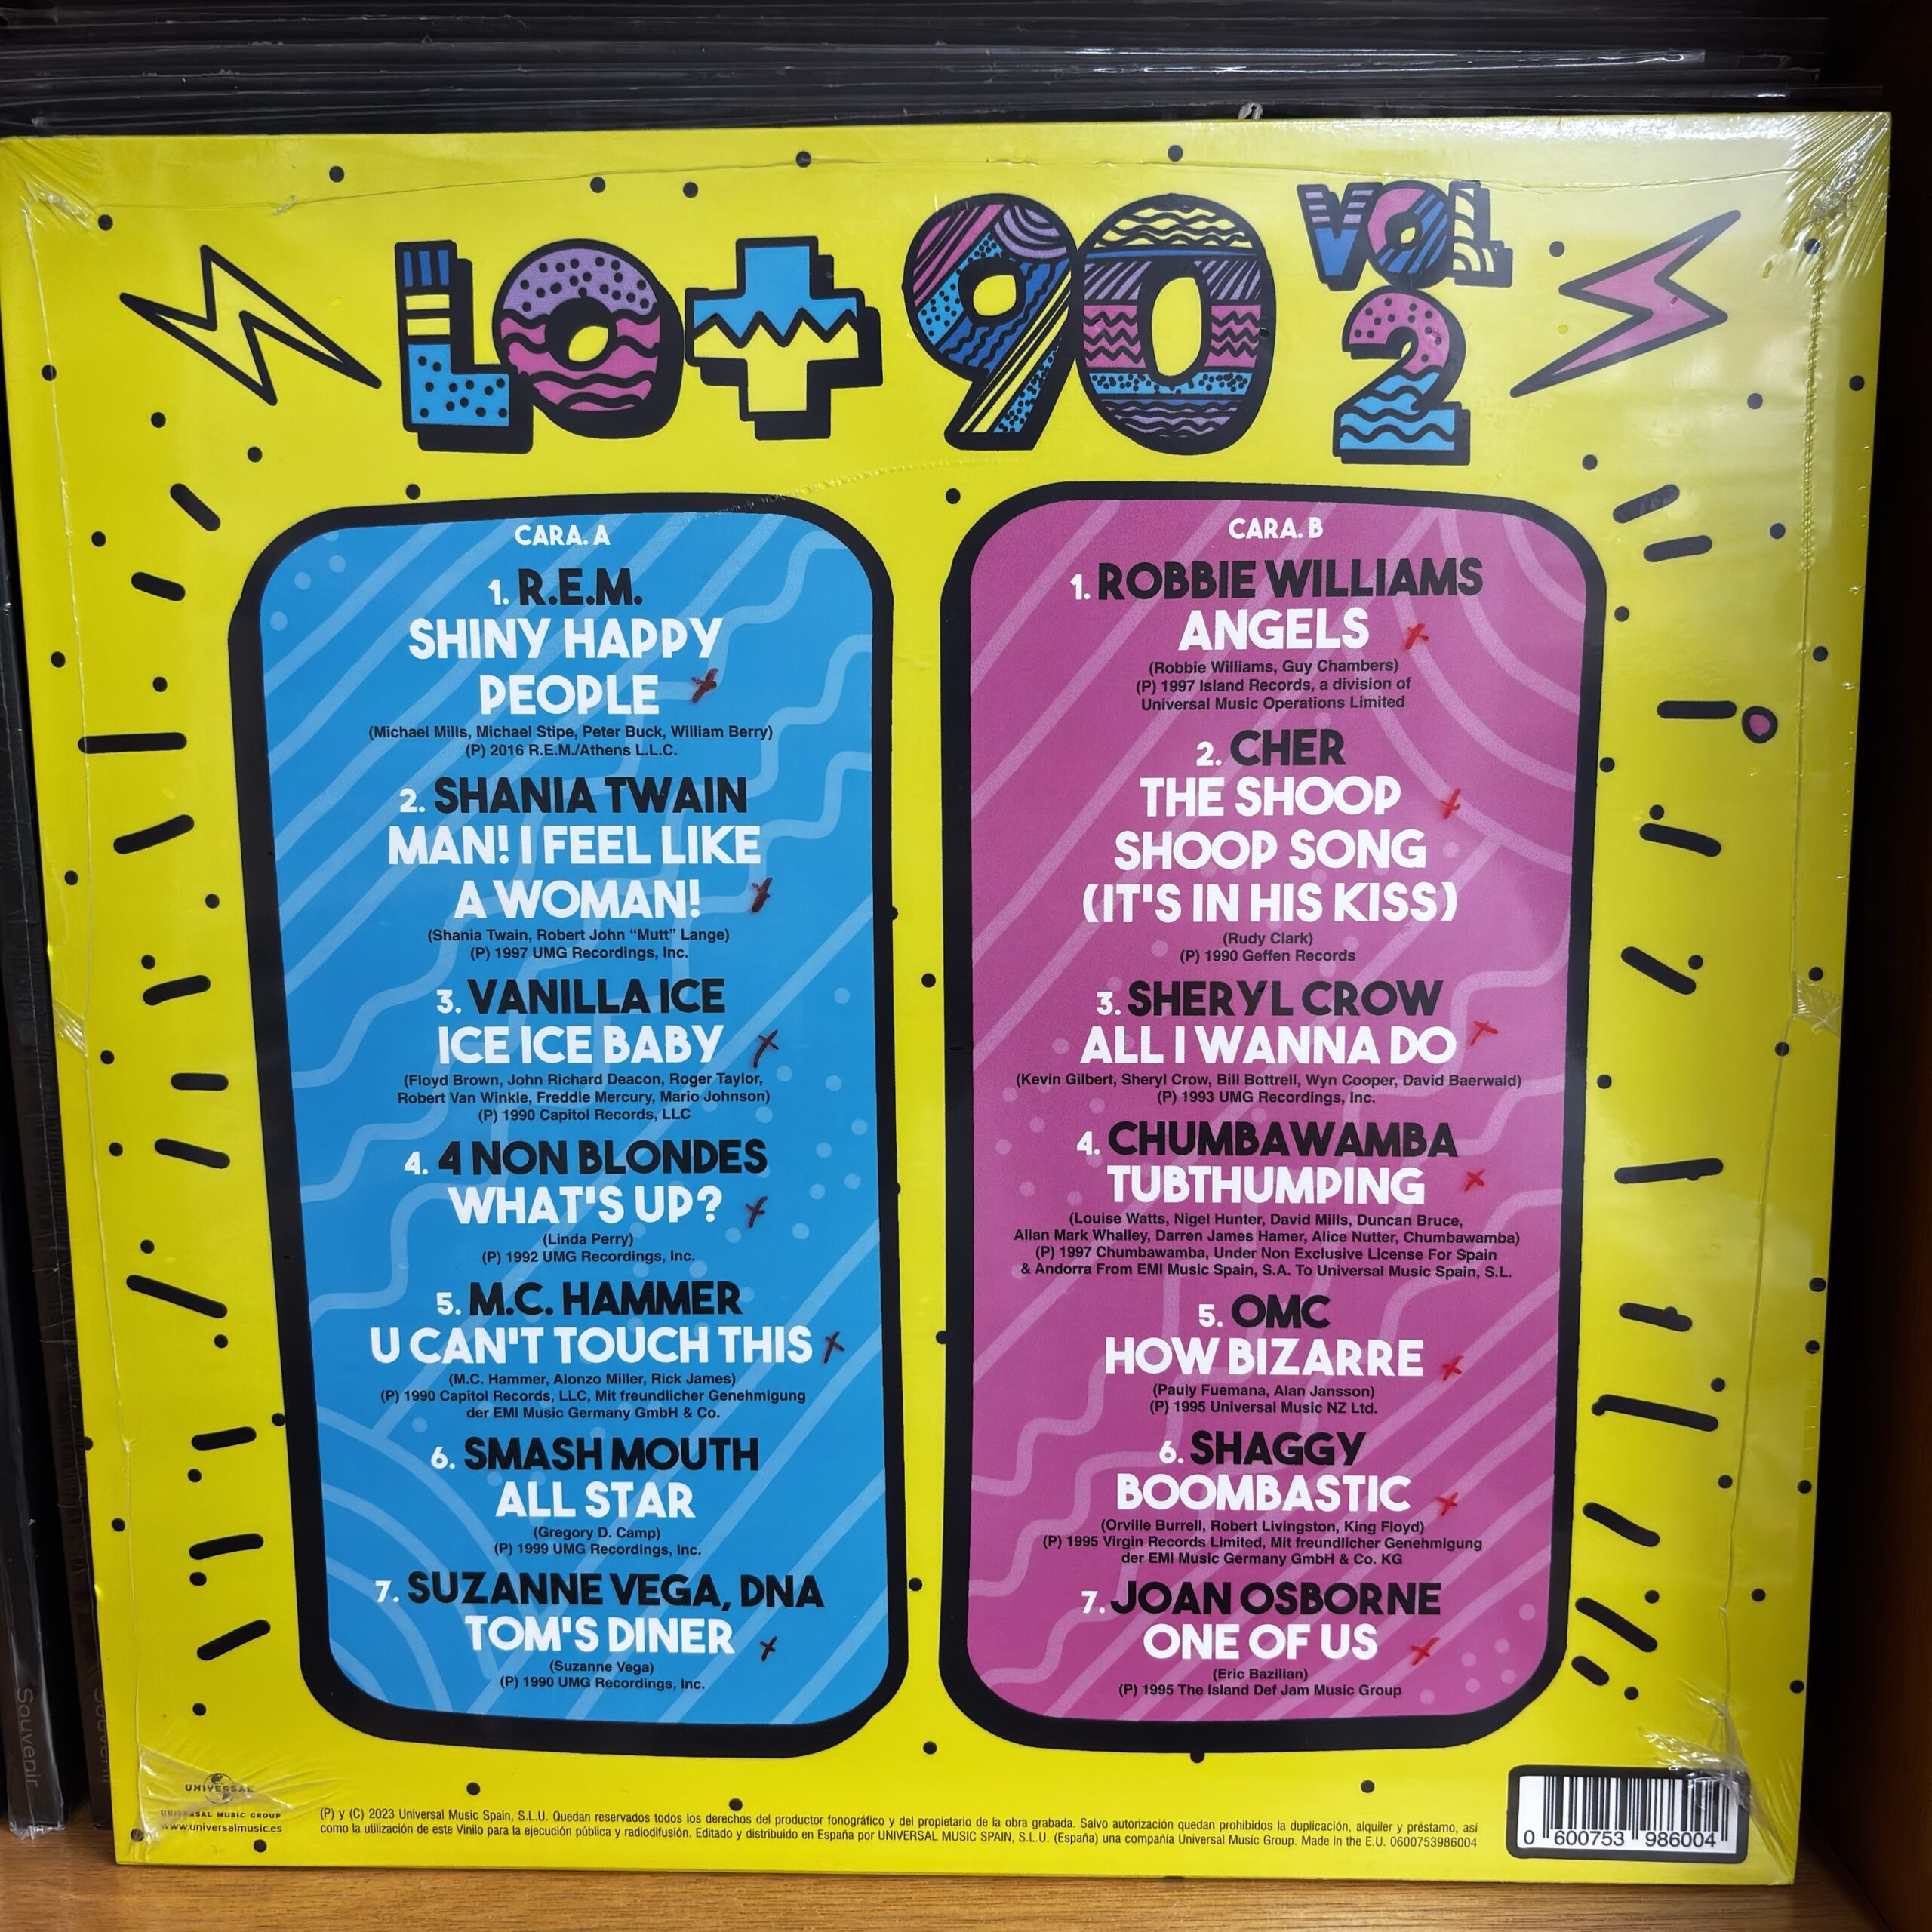 LO+ 90 VOL 2
CARA. A
1. R.E.M.
SHINY HAPPY
PEOPLE
(Michael Mills, Michael Stipe, Peter Buck, William Berry)
(P) 2016 R.E.M./Athens L.L.C.
2. SHANIA TWAIN
MAN! I FEEL LIKE
A WOMAN!
(Shania Twain, Robert John “Mutt” Lange)
(P) 1997 UMG Recordings, Inc.
3. VANILLA ICE
ICE ICE BABY
(Floyd Brown, John Richard Deacon, Roger Taylor,
Robert Van Winkle, Freddie Mercury, Mario Johnson)
(P) 1990 Capitol Records, LLC
4. 4 NON BLONDES
WHAT'S UP?
(Linda Perry)
(P) 1992 UMG Recordings, Inc.
5. M.C. HAMMER
U CAN'T TOUCH THIS
(M.C. Hammer, Alonzo Miller, Rick James)
(P) 1990 Capitol Records, LLC, Mit freundlicher Genehmigung
der EMI Music Germany GmbH & Co.
6. SMASH MOUTH
ALL STAR
(Gregory D. Camp)
(P) 1999 UMG Recordings, Inc.
7. SUZANNE VEGA, DNA
TOM'S DINER
(Suzanne Vega)
(P) 1990 UMG Recordings, Inc.
CARA. B
1. ROBBIE WILLIAMS
ANGELS
(Robbie Williams, Guy Chambers)
(P) 1997 Island Records, a division of
Universal Music Operations Limited
2. CHER
THE SHOOP
SHOOP SONG
(IT'S IN HIS KISS)
(Rudy Clark)
(P) 1990 Geffen Records
3. SHERYL CROW
ALL I WANNA DO
(Kevin Gilbert, Sheryl Crow, Bill Bottrell, Wyn Cooper, David Baerwald)
(P) 1993 UMG Recordings, Inc.
4. CHUMBAWAMBA
TUBTHUMPING
(Louise Watts, Nigel Hunter, David Mills, Duncan Bruce,
Allan Mark Whalley, Darren James Hamer, Alice Nutter, Chumbawamba)
(P) 1997 Chumbawamba, Under Non Exclusive License For Spain
& Andorra From EMI Music Spain, S.A. To Universal Music Spain, S.L.
5. OMC
HOW BIZARRE
(Pauly Fuemana, Alan Jansson)
(P) 1995 Universal Music NZ Ltd.
6. SHAGGY
BOOMBASTIC
(Orville Burrell, Robert Livingston, King Floyd)
(P) 1995 Virgin Records Limited, Mit freundlicher Genehmigung
der EMI Music Germany GmbH & Co. KG
7. JOAN OSBORNE
ONE OF US
(Eric Bazilian)
(P) 1995 The Island Def Jam Music Group
UNIVERSAL
UNIVERSAL MUSIC GROUP
www.universalmusic.es
(P) y (C) 2023 Universal Music Spain, S.L.U. Quedan reservados todos los derechos del productor fonográfico y del propietario de la obra grabada. Salvo autorización quedan prohibidos la duplicación, alquiler y préstamo, así
como la utilización de este Vinilo para la ejecución pública y radiodifusión. Editado y distribuido en España por UNIVERSAL MUSIC SPAIN, S.L.U. (España) una compañía Universal Music Group. Made in the E.U. 0600753986004
0 600753 986004
Souvenir